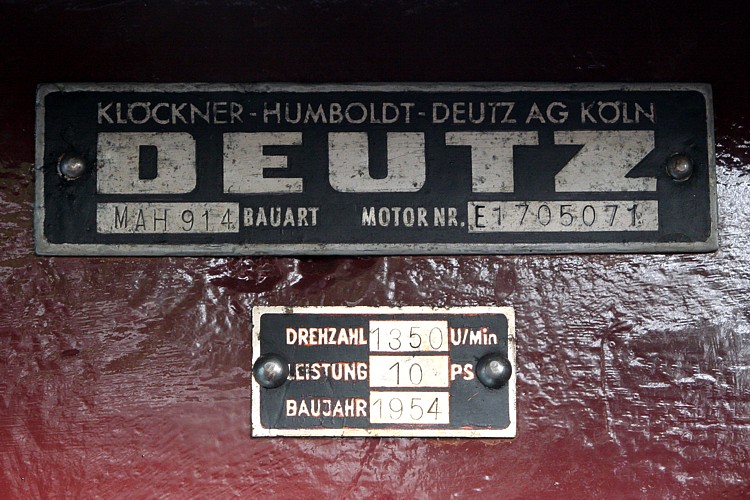 KLÖCKNER-HUMBOLDT-DEUTZ AG KÖLN
DEUTZ
MAH 914 BAUART MOTOR NR. E1705071
DREHZAHL 1350 U/Min
LEISTUNG 10 PS
BAUJAHR 1954